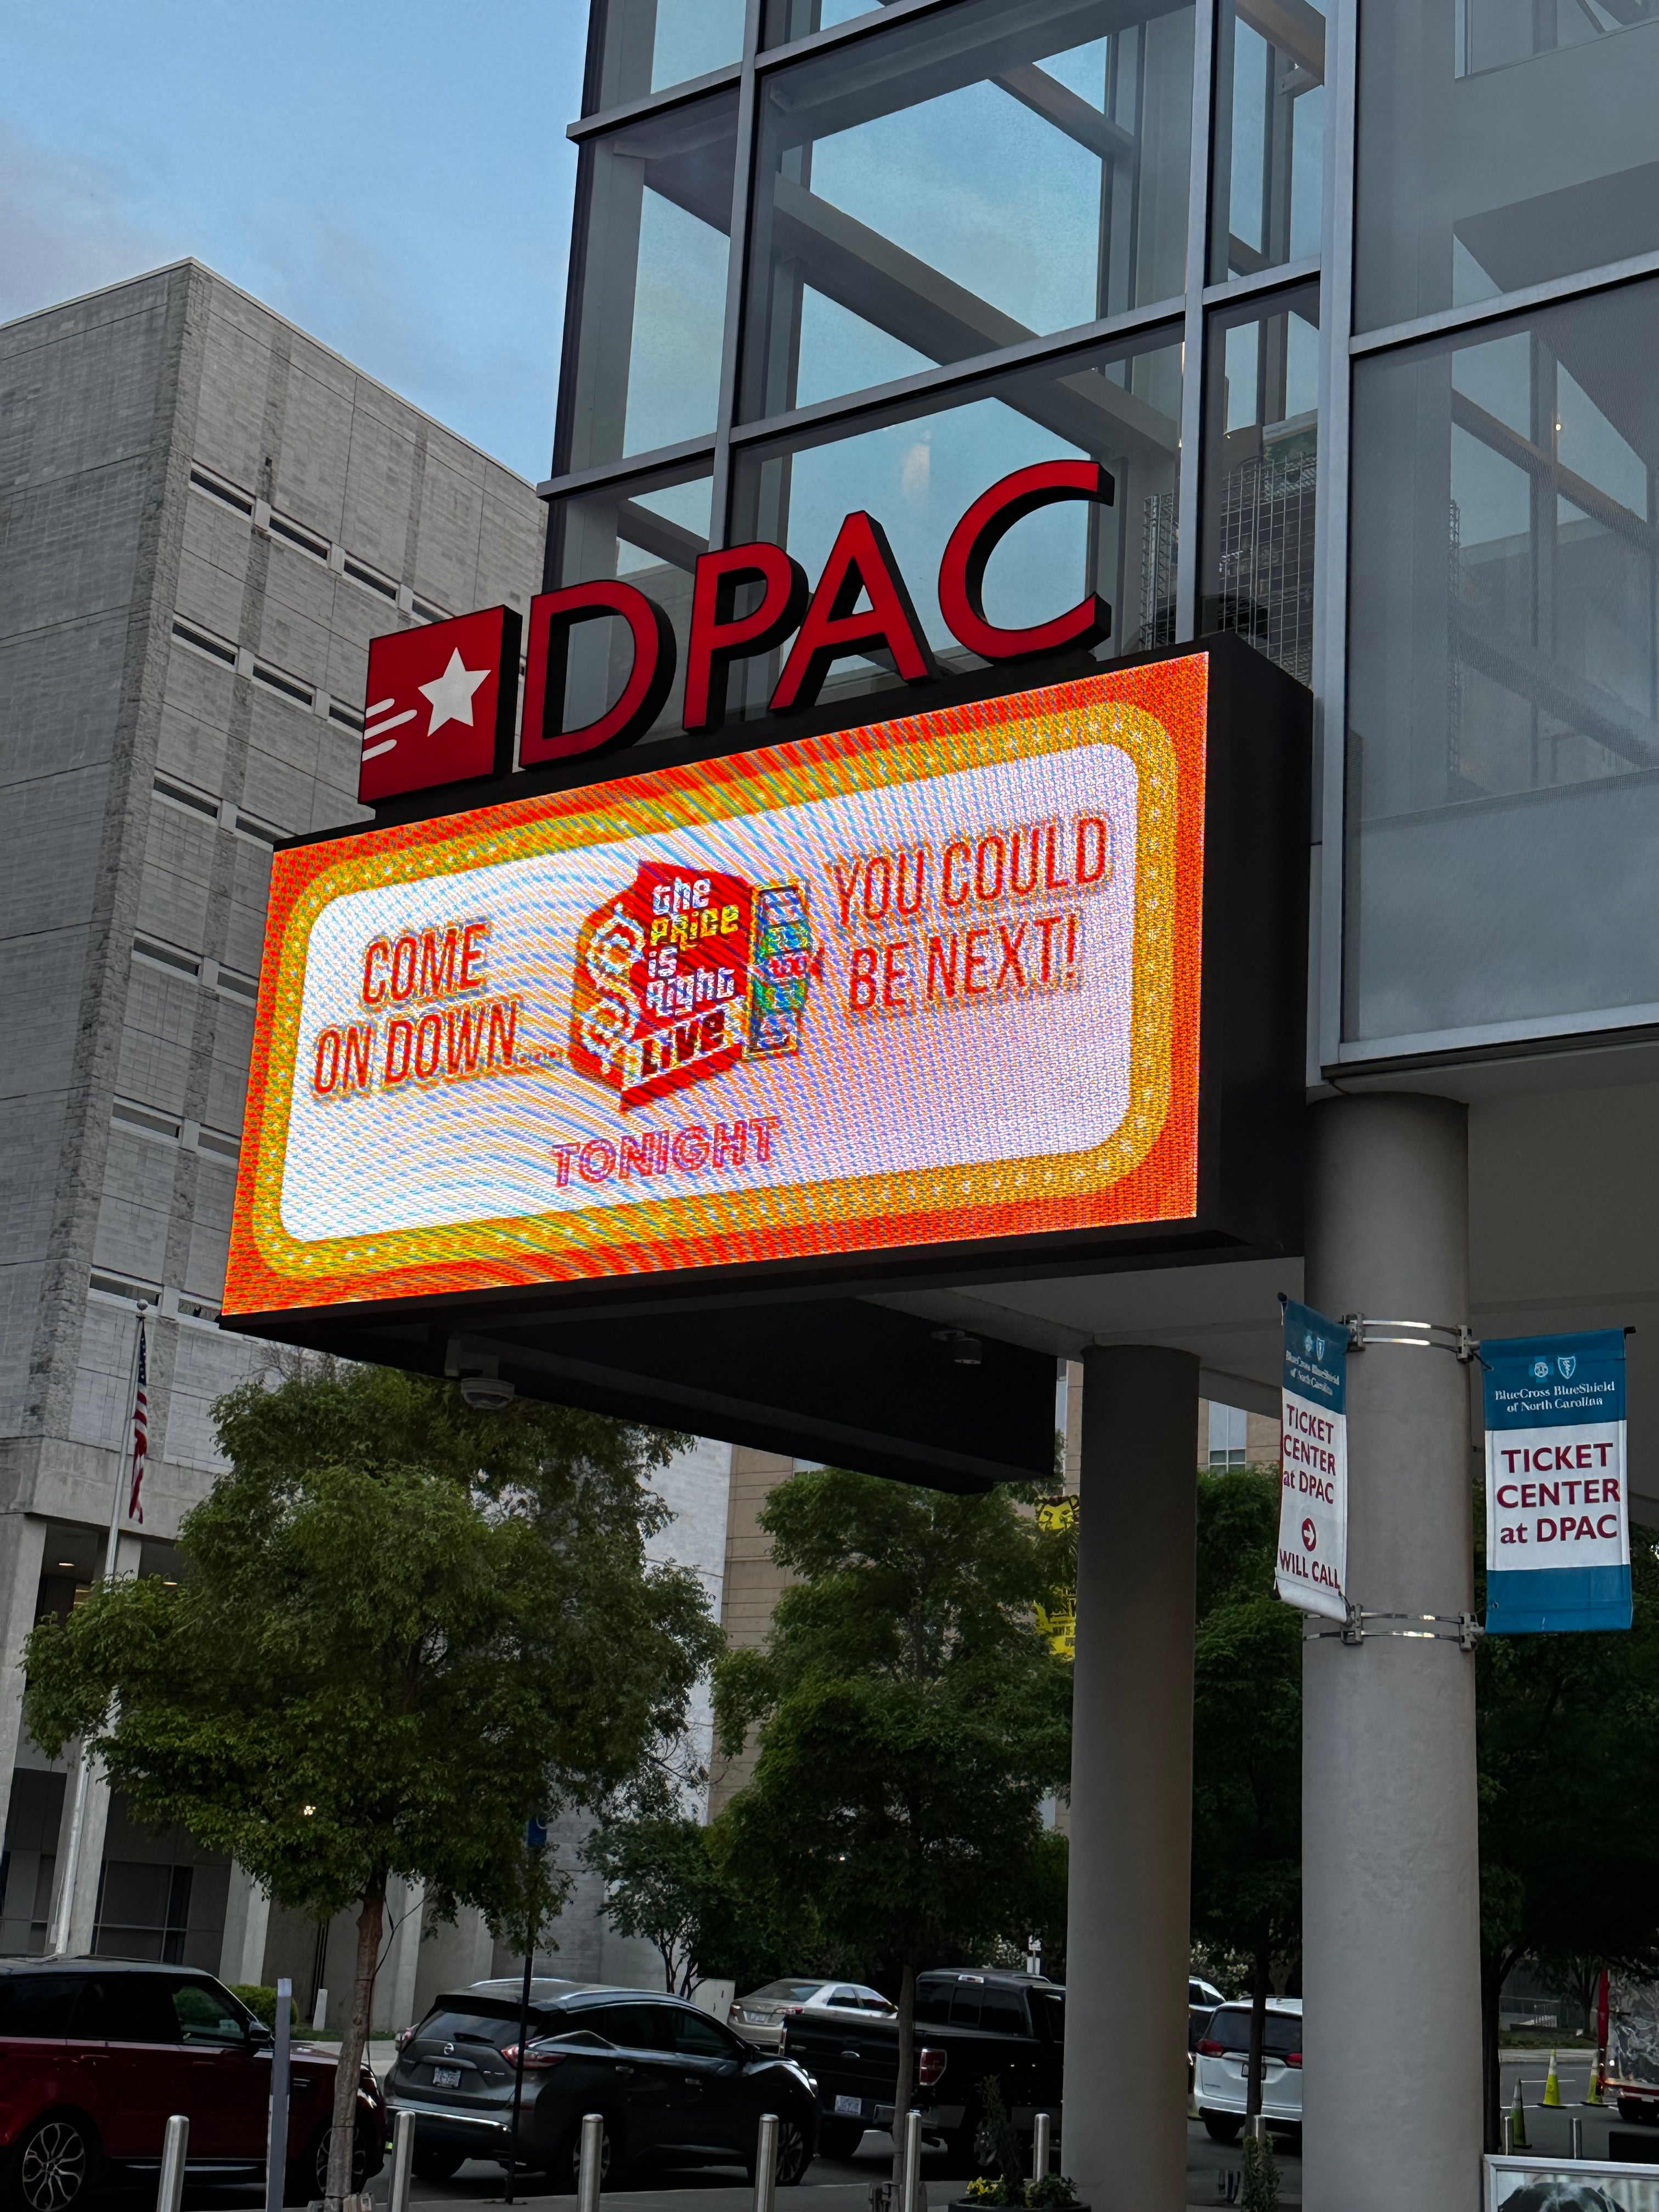 DPAC
COME
ON DOWN......
the
PRICE
is
Right
LIVE
YOU COULD
BE NEXT!
TONIGHT
BlueCross BlueShield
of North Carolina
TICKET
CENTER
at DPAC
WILL CALL
BlueCross BlueShield
of North Carolina
TICKET
CENTER
at DPAC